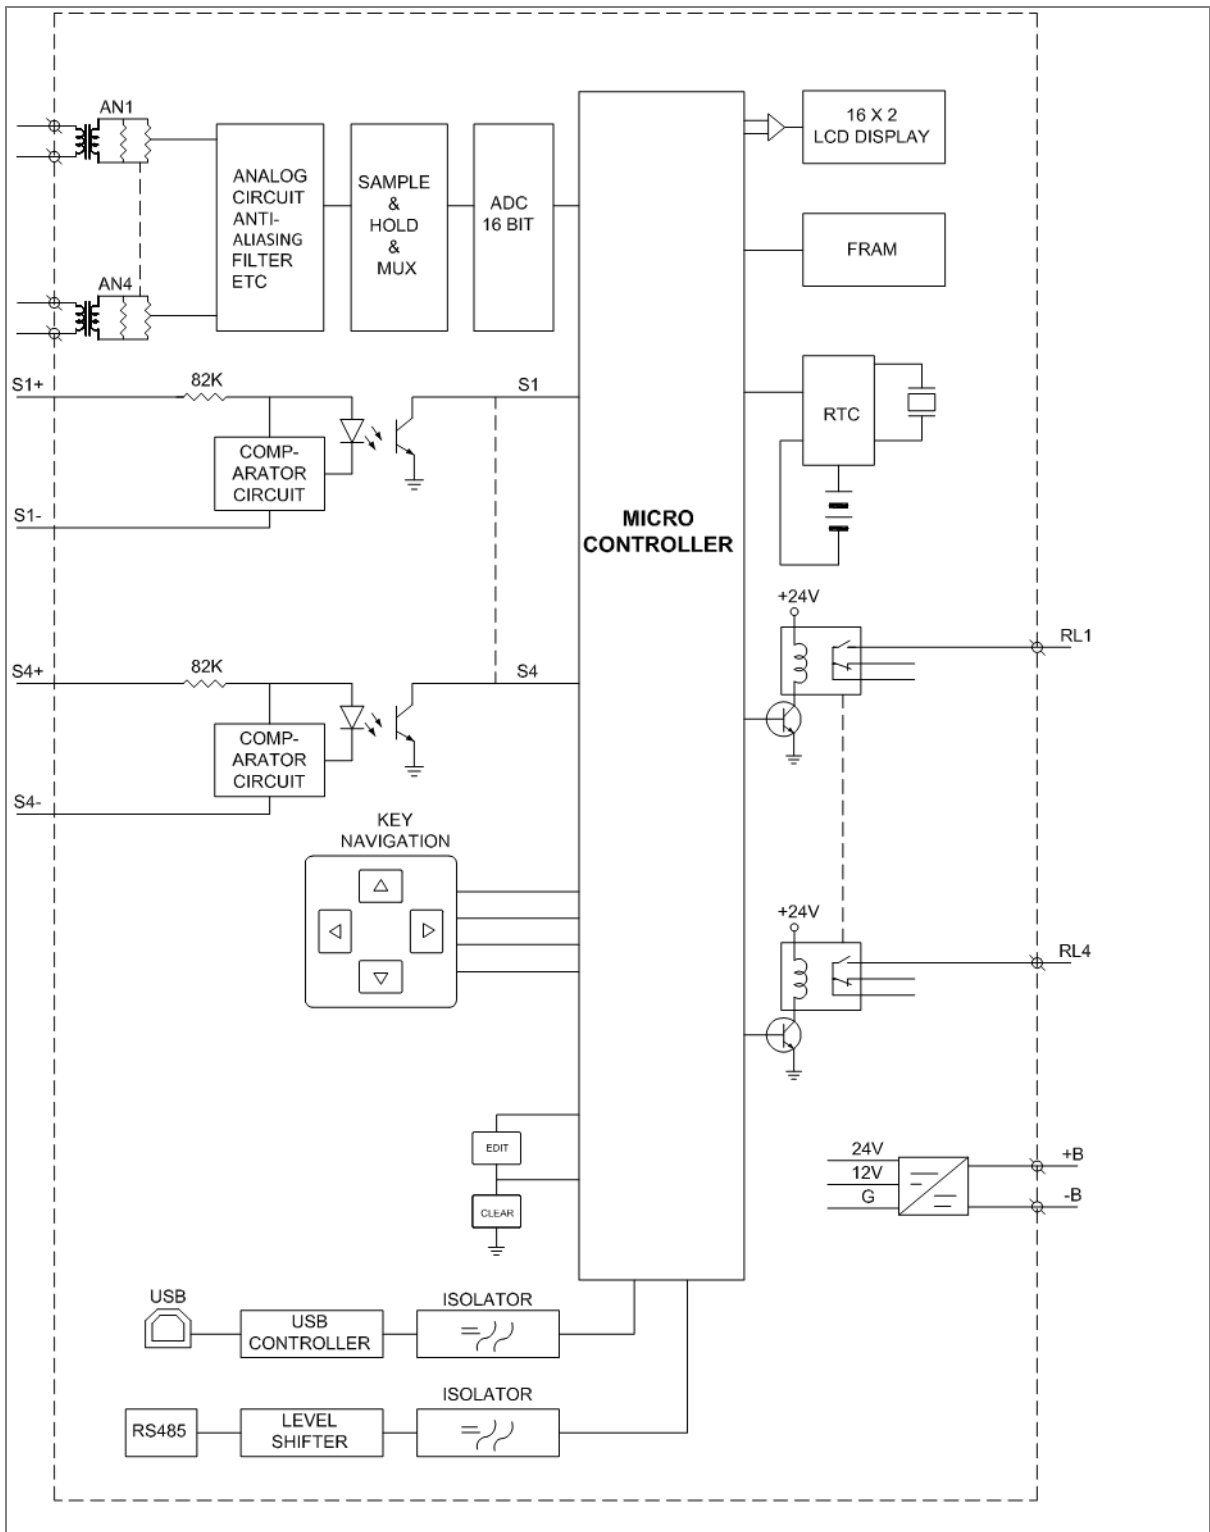 AN1
ANALOG
CIRCUIT
ANTI-
ALIASING
FILTER
ETC
SAMPLE
&
HOLD
&
MUX
ADC
16 BIT
16 X 2
LCD DISPLAY
FRAM
AN4
S1+
82K
S1
COMP-
ARATOR
CIRCUIT
S1-
RTC
MICRO
CONTROLLER
+24V
RL1
S4+
82K
S4
COMP-
ARATOR
CIRCUIT
S4-
KEY
NAVIGATION
+24V
RL4
EDIT
CLEAR
24V
12V
G
+B
-B
USB
USB
CONTROLLER
ISOLATOR
RS485
LEVEL
SHIFTER
ISOLATOR